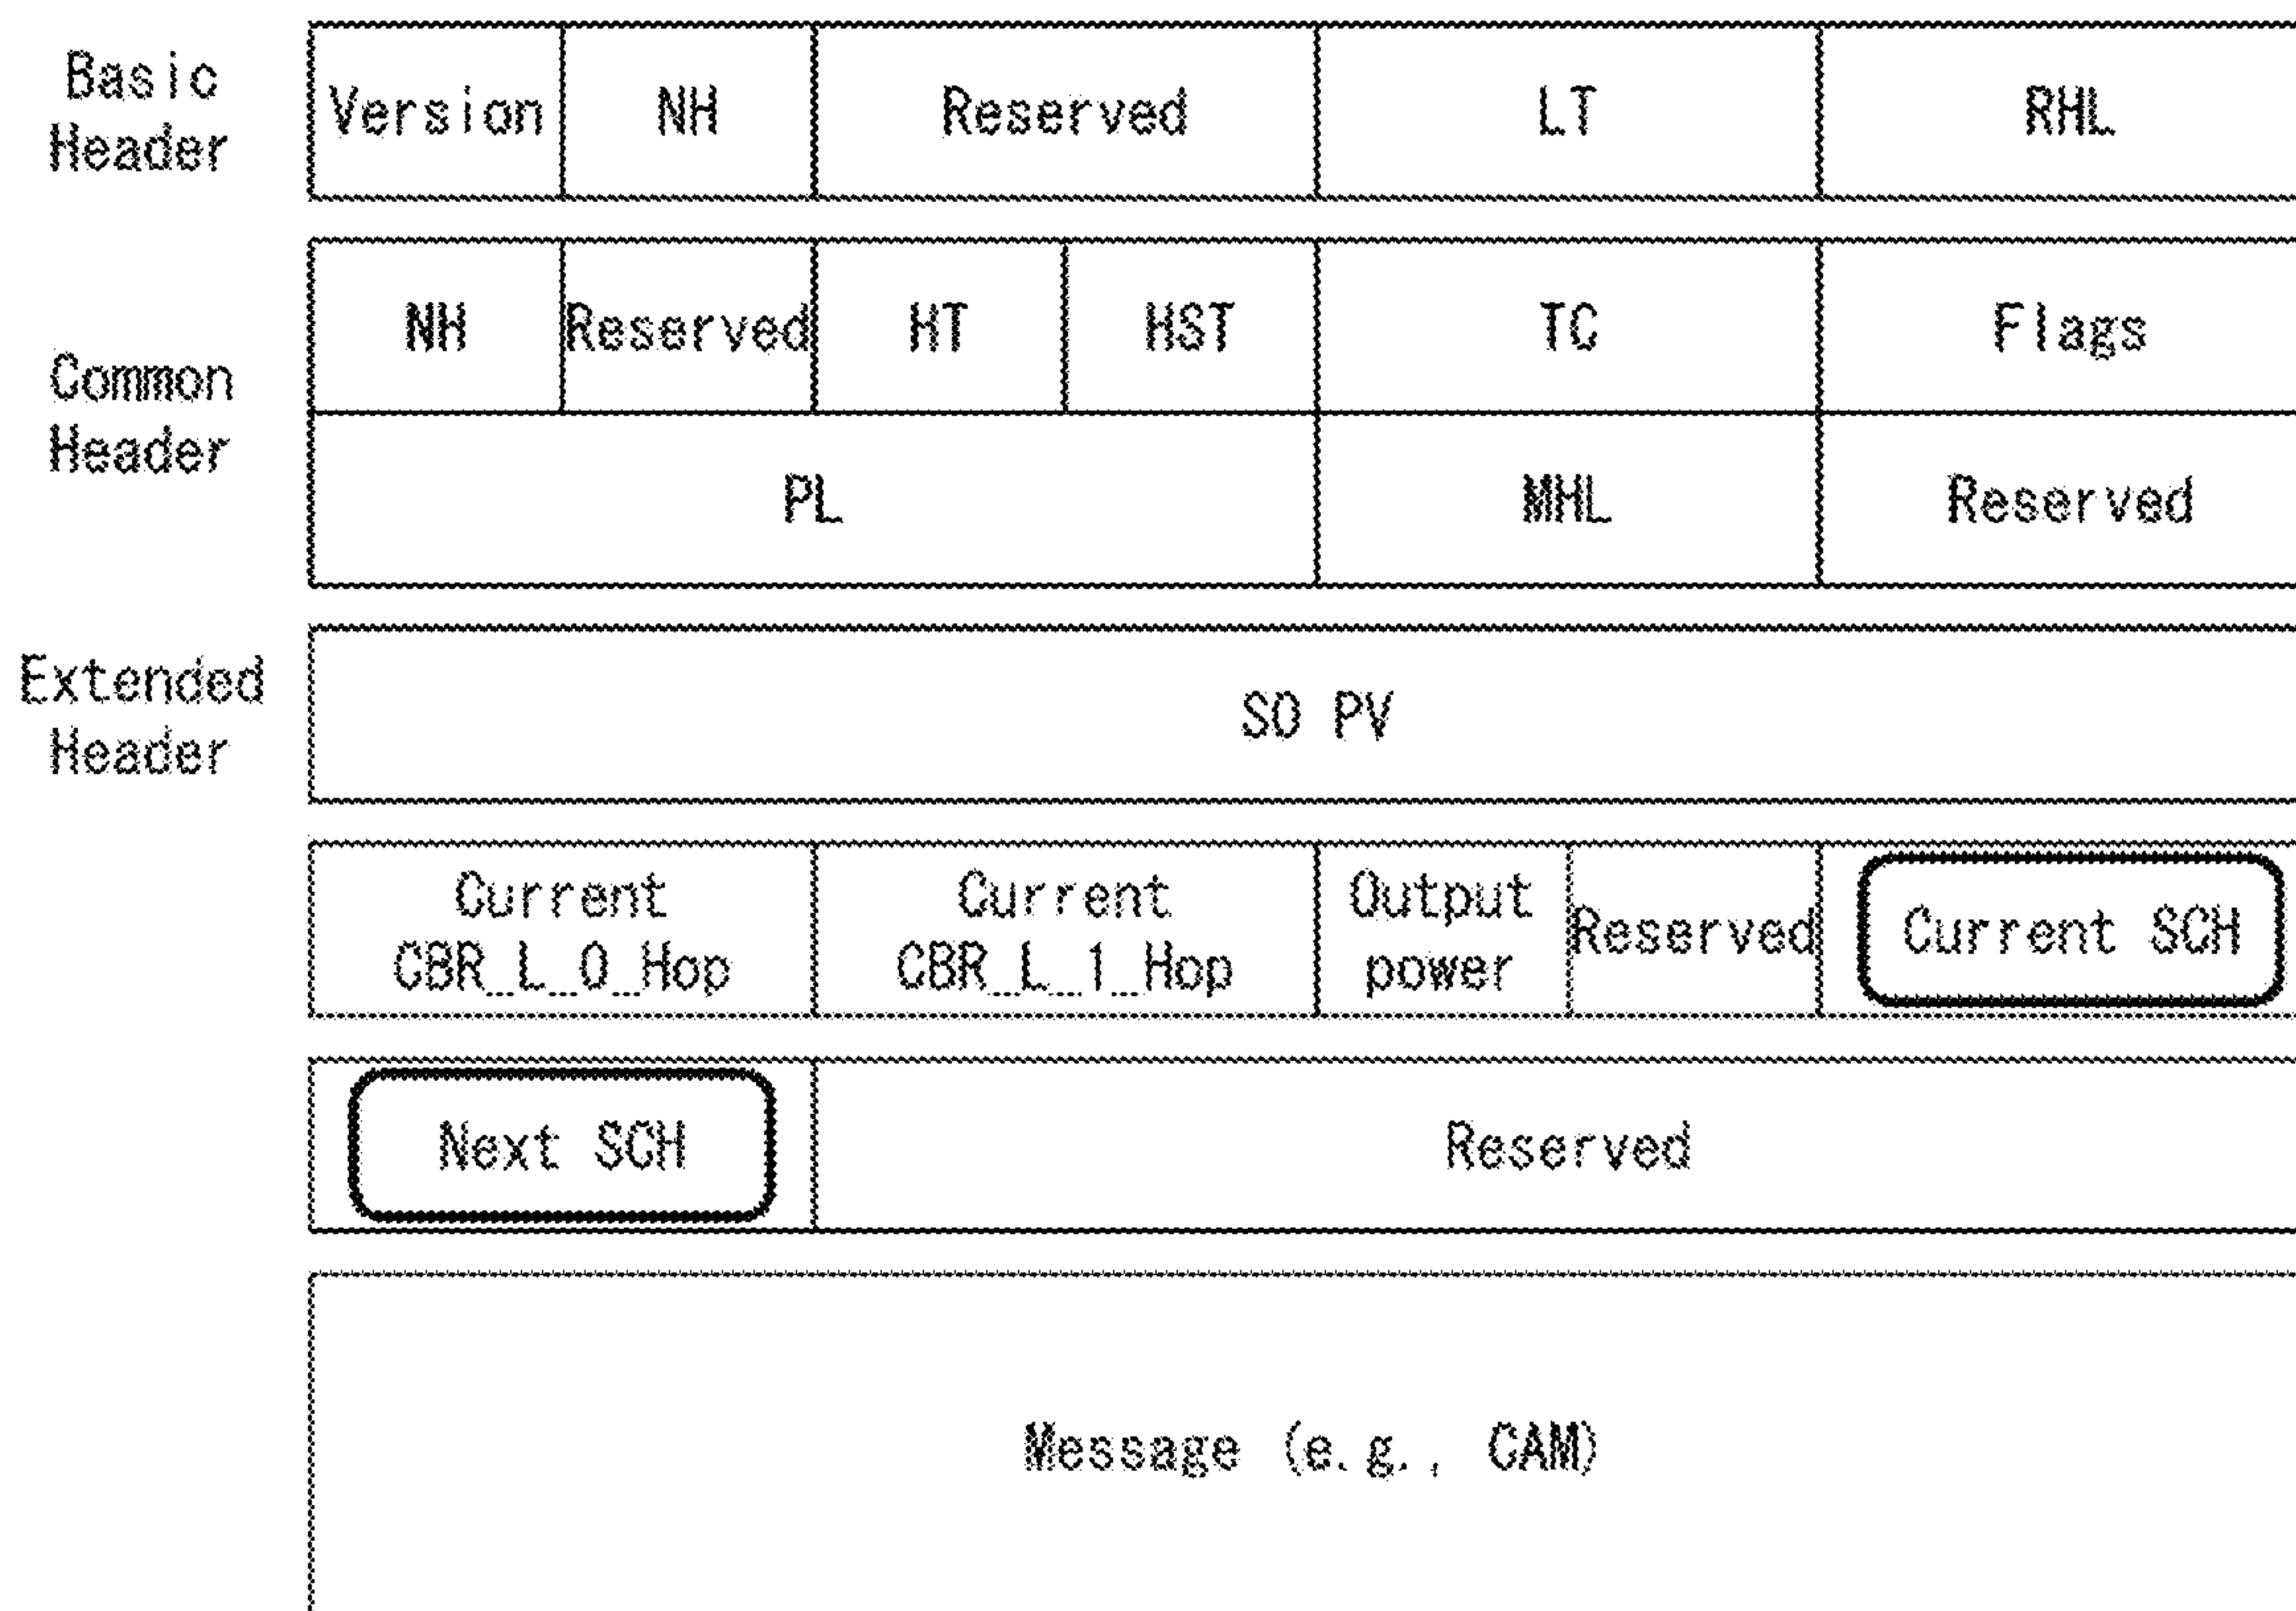 Basic
Header
Version NH Reserved LT RHL
Common
Header
NH Reserved HT HST TC Flags
PL MHL Reserved
Extended
Header
SO PV
Current
CBR_L_0_Hop
Current
CBR_L_1_Hop
Output
power
Reserved
Current SCH
Next SCH Reserved
Message (e.g., CAM)